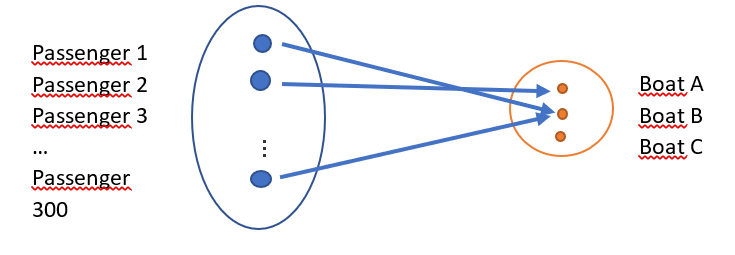 Passenger 1
Passenger 2
Passenger 3
...
Passenger
300
Boat A
Boat B
Boat C